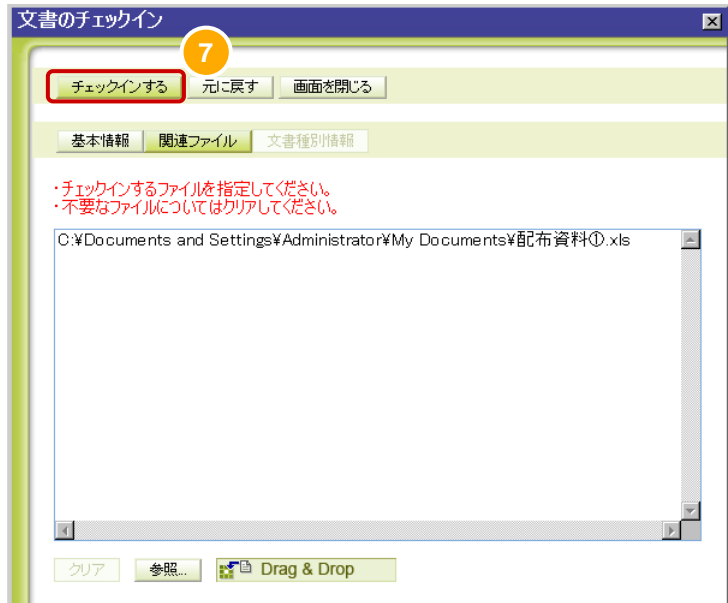 文書のチェックイン
7
チェックインする 元に戻す 画面を閉じる
基本情報 関連ファイル 文書種別情報
・チェックインするファイルを指定してください。
・不要なファイルについてはクリアしてください。
C:¥Documents and Settings¥Administrator¥My Documents¥配布資料①.xls
クリア 参照... Drag & Drop